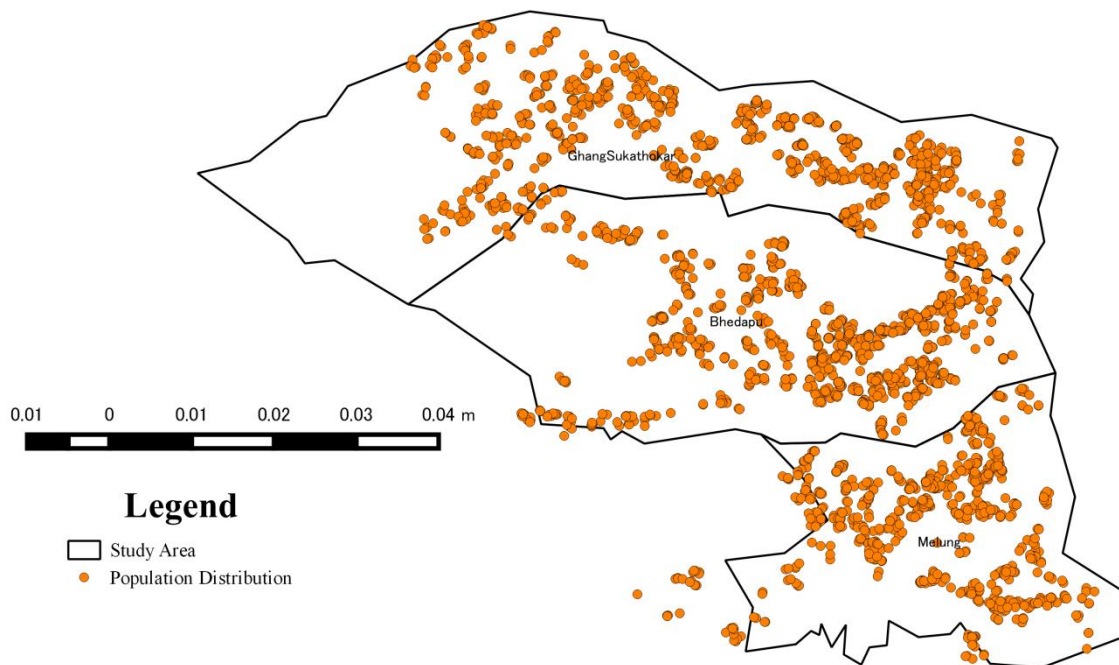 GhangSukathokar
Bhedapu
0.01 0 0.01 0.02 0.03 0.04 m
Legend
Study Area
Population Distribution
Melung